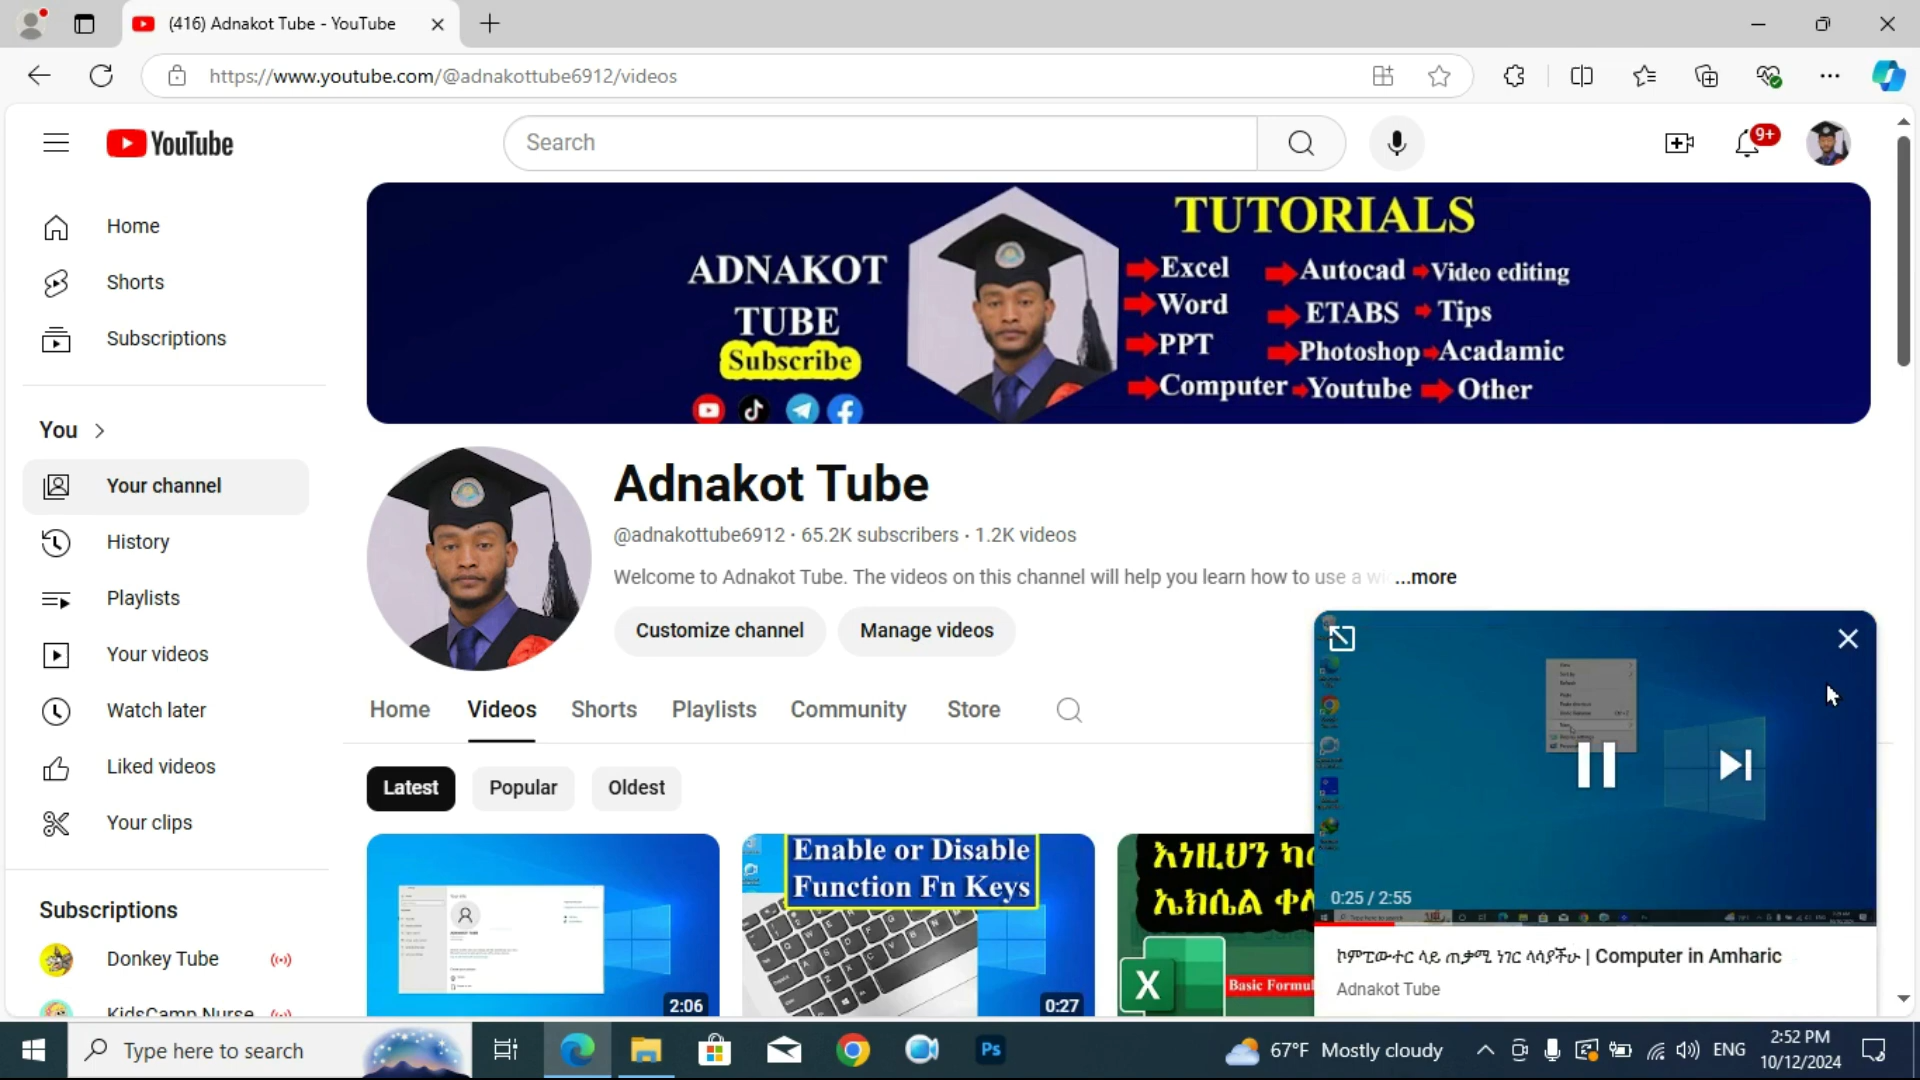 (416) Adnakot Tube - YouTube
https://www.youtube.com/@adnakottube6912/videos
YouTube
Search
9+
Home
Shorts
Subscriptions
You
Your channel
History
Playlists
Your videos
Watch later
Liked videos
Your clips
Subscriptions
Donkey Tube
KidsCamp Nurse
ADNAKOT
TUBE
Subscribe
TUTORIALS
Excel
Autocad
Video editing
Word
ETABS
Tips
PPT
Photoshop
Acadamic
Computer
Youtube
Other
Adnakot Tube
@adnakottube6912 · 65.2K subscribers · 1.2K videos
Welcome to Adnakot Tube. The videos on this channel will help you learn how to use a ...more
Customize channel
Manage videos
Home
Videos
Shorts
Playlists
Community
Store
Latest
Popular
Oldest
2:06
Enable or Disable
Function Fn Keys
0:27
እነዚህን
ኤክሴል
X
Basic
0:25 / 2:55
ኮምፒውተር ላይ ጠቃሚ ነገር ላሳያችሁ | Computer in Amharic
Adnakot Tube
Type here to search
Ps
67°F Mostly cloudy
ENG
2:52 PM
10/12/2024